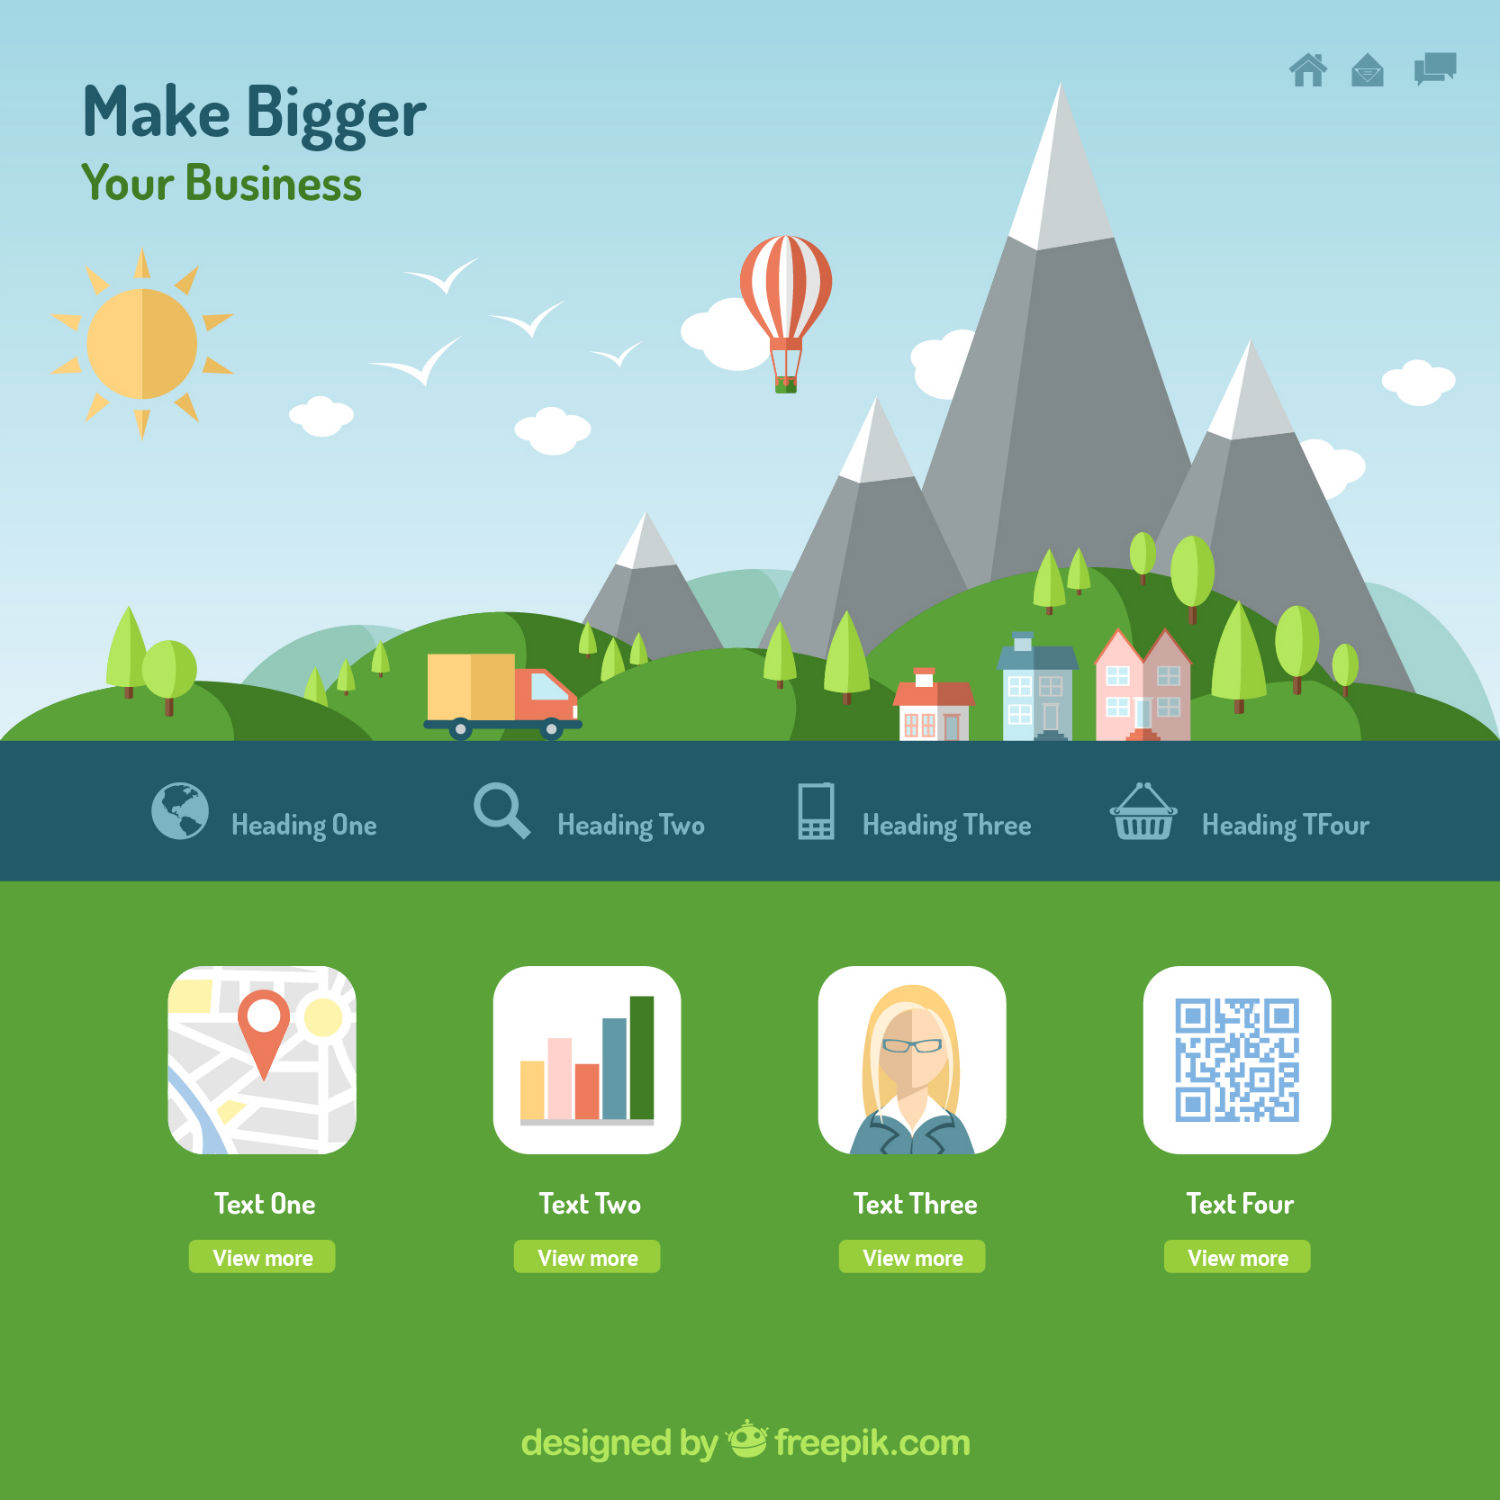 Make Bigger
Your Business
Heading One
Heading Two
Heading Three
Heading TFour
Text One
Text Two
Text Three
Text Four
View more
View more
View more
View more
designed by freepik.com